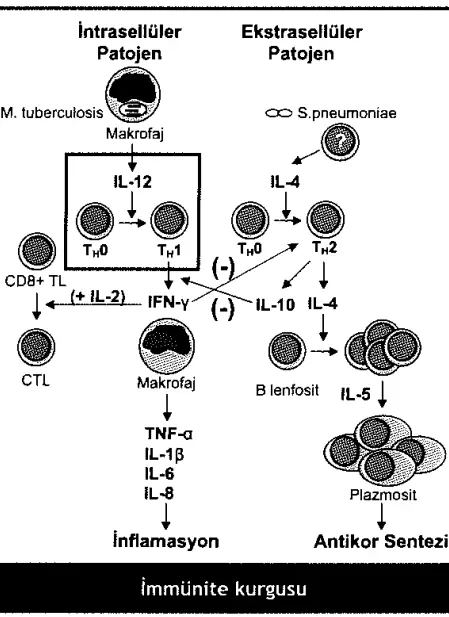 İntrasellüler
Patojen
Ekstrasellüler
Patojen
M. tuberculosis
S.pneumoniae
Makrofaj
?
IL-12
IL-4
TH0
TH1
TH0
TH2
CD8+ TL
(-)
(+ IL-2)
IFN-γ
(-)
IL-10
IL-4
CTL
Makrofaj
B lenfosit
IL-5
TNF-α
IL-1β
IL-6
IL-8
Plazmosit
İnflamasyon
Antikor Sentezi
İmmünite kurgusu